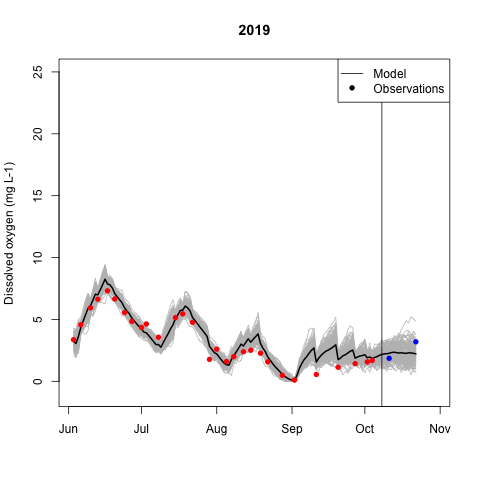 2019
Model
Observations
Dissolved oxygen (mg L-1)
25
20
15
10
5
0
Jun Jul Aug Sep Oct Nov